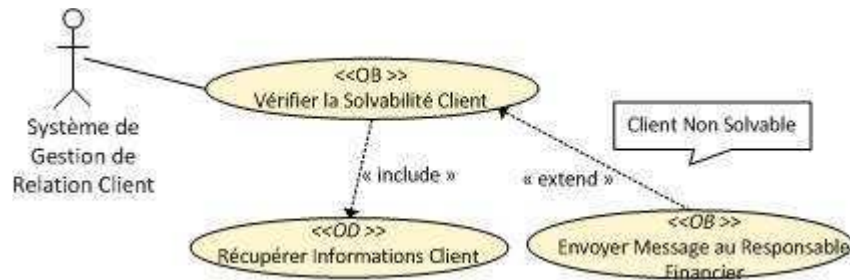 <<OB >>
Vérifier la Solvabilité Client
Système de
Gestion de
Relation Client
Client Non Solvable
« include »
« extend »
<<OD >>
Récupérer Informations Client
<<OB >>
Envoyer Message au Responsable
Financier